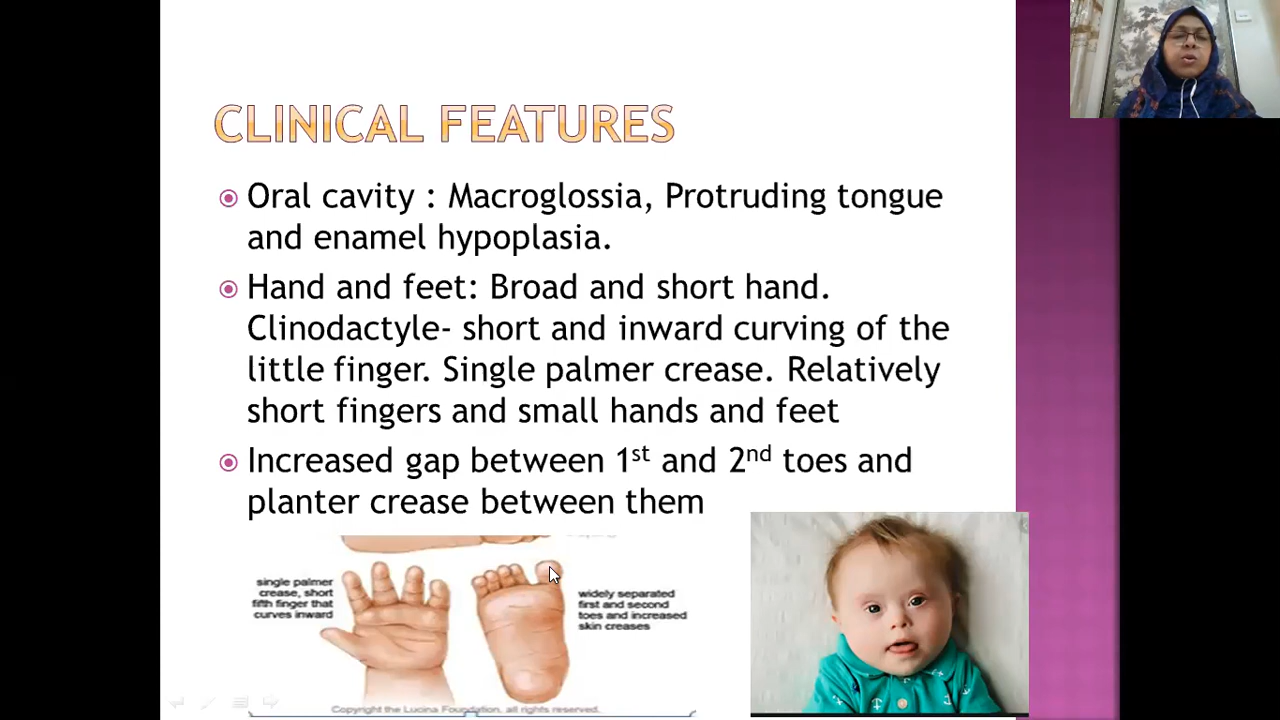 CLINICAL FEATURES
Oral cavity : Macroglossia, Protruding tongue
and enamel hypoplasia.
Hand and feet: Broad and short hand.
Clinodactyle- short and inward curving of the
little finger. Single palmer crease. Relatively
short fingers and small hands and feet
Increased gap between 1st and 2nd toes and
planter crease between them
single palmer
crease, short
fifth finger that
curves inward
widely separated
first and second
toes and increased
skin creases
Copyright the Lucina Foundation, all rights reserved.